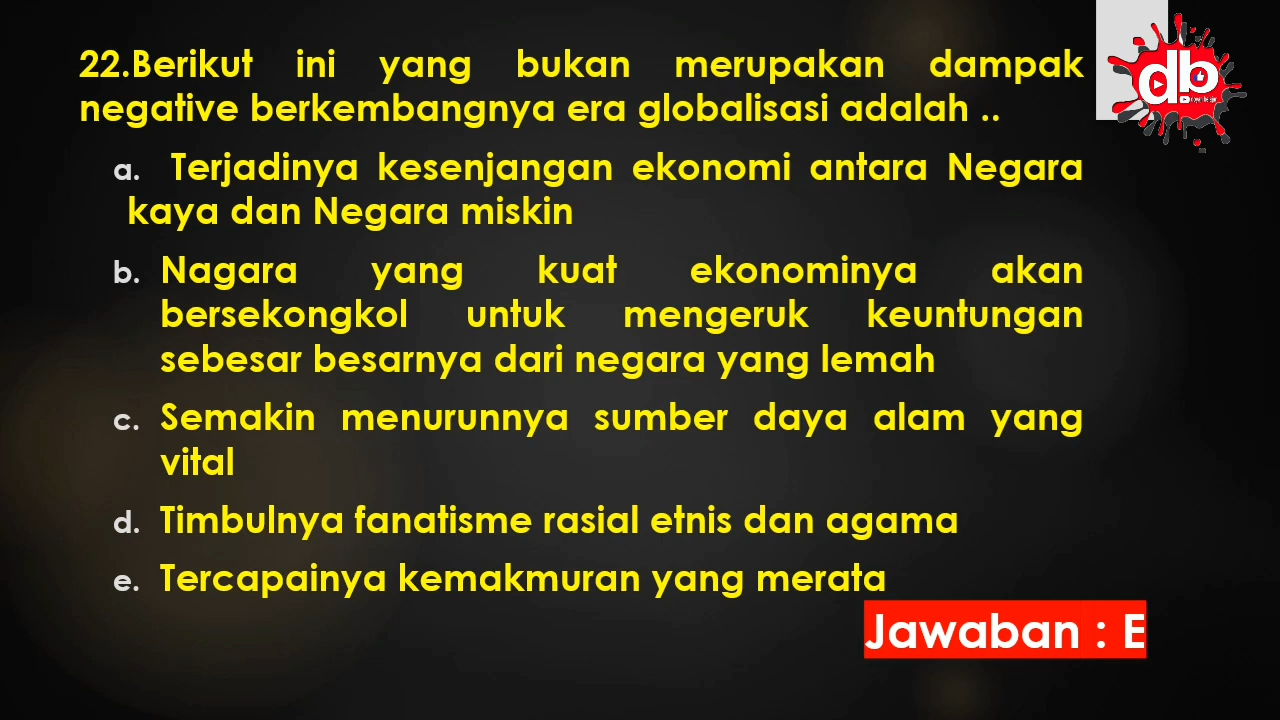 22.Berikut ini yang bukan merupakan dampak
negative berkembangnya era globalisasi adalah ..
a. Terjadinya kesenjangan ekonomi antara Negara
kaya dan Negara miskin
b. Nagara yang kuat ekonominya akan
bersekongkol untuk mengeruk keuntungan
sebesar besarnya dari negara yang lemah
c. Semakin menurunnya sumber daya alam yang
vital
d. Timbulnya fanatisme rasial etnis dan agama
e. Tercapainya kemakmuran yang merata
Jawaban : E
db